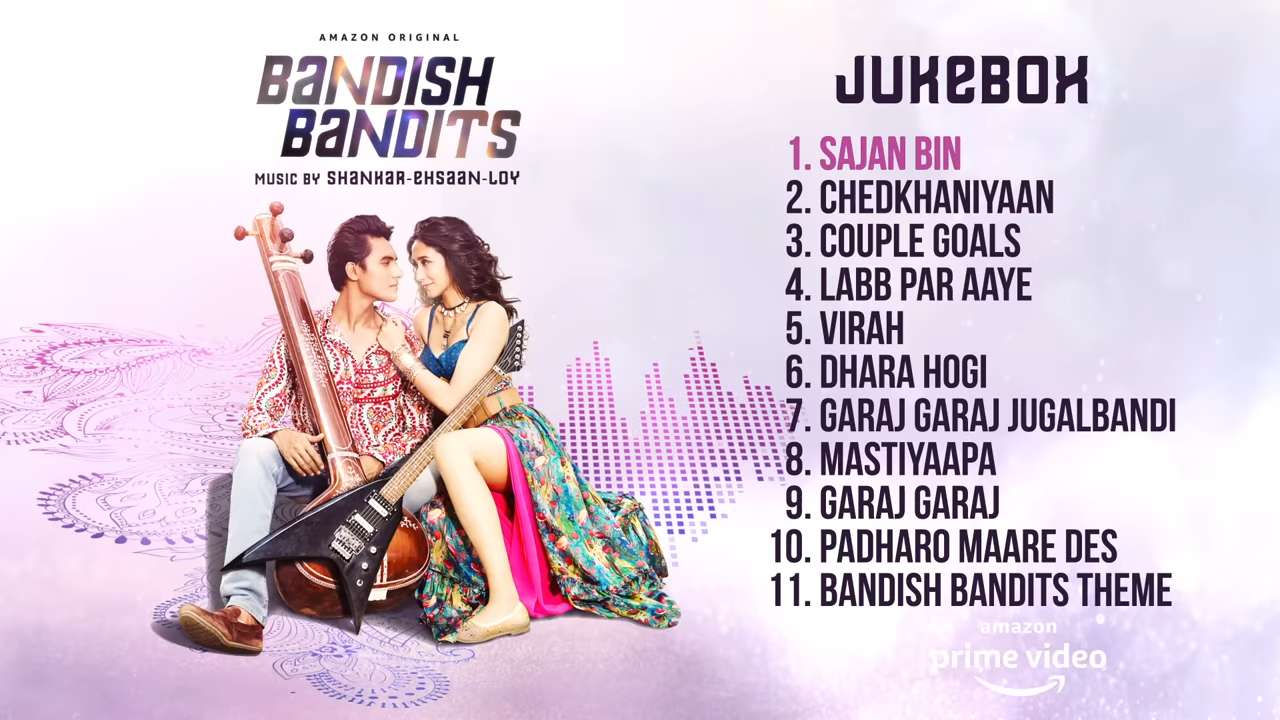 AMAZON ORIGINAL
BANDISH
BANDITS
MUSIC BY SHANKAR-EHSAAN-LOY
JUKEBOX
1. SAJAN BIN
2. CHEDKHANIYAAN
3. COUPLE GOALS
4. LABB PAR AAYE
5. VIRAH
6. DHARA HOGI
7. GARAJ GARAJ JUGALBANDI
8. MASTIYAAPA
9. GARAJ GARAJ
10. PADHARO MAARE DES
11. BANDISH BANDITS THEME
amazon
prime video